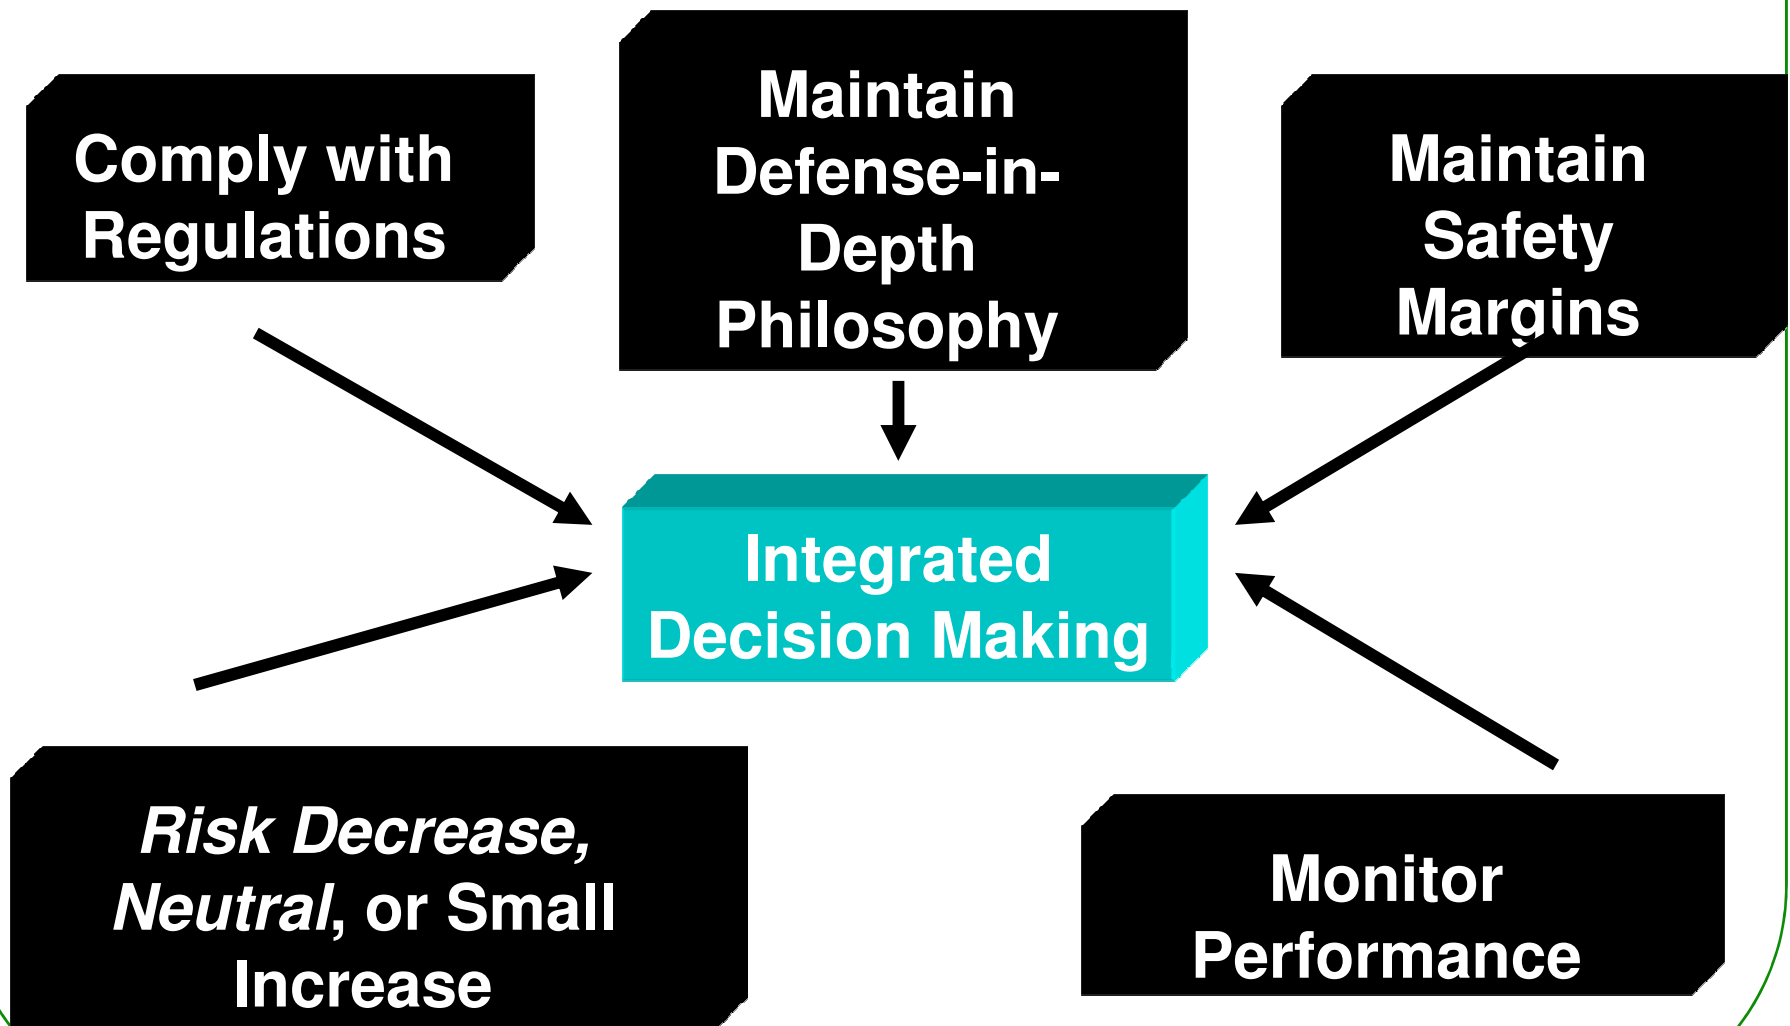 Comply with
Regulations
Maintain
Defense-in-
Depth
Philosophy
Maintain
Safety
Margins
Integrated
Decision Making
Risk Decrease,
Neutral, or Small
Increase
Monitor
Performance